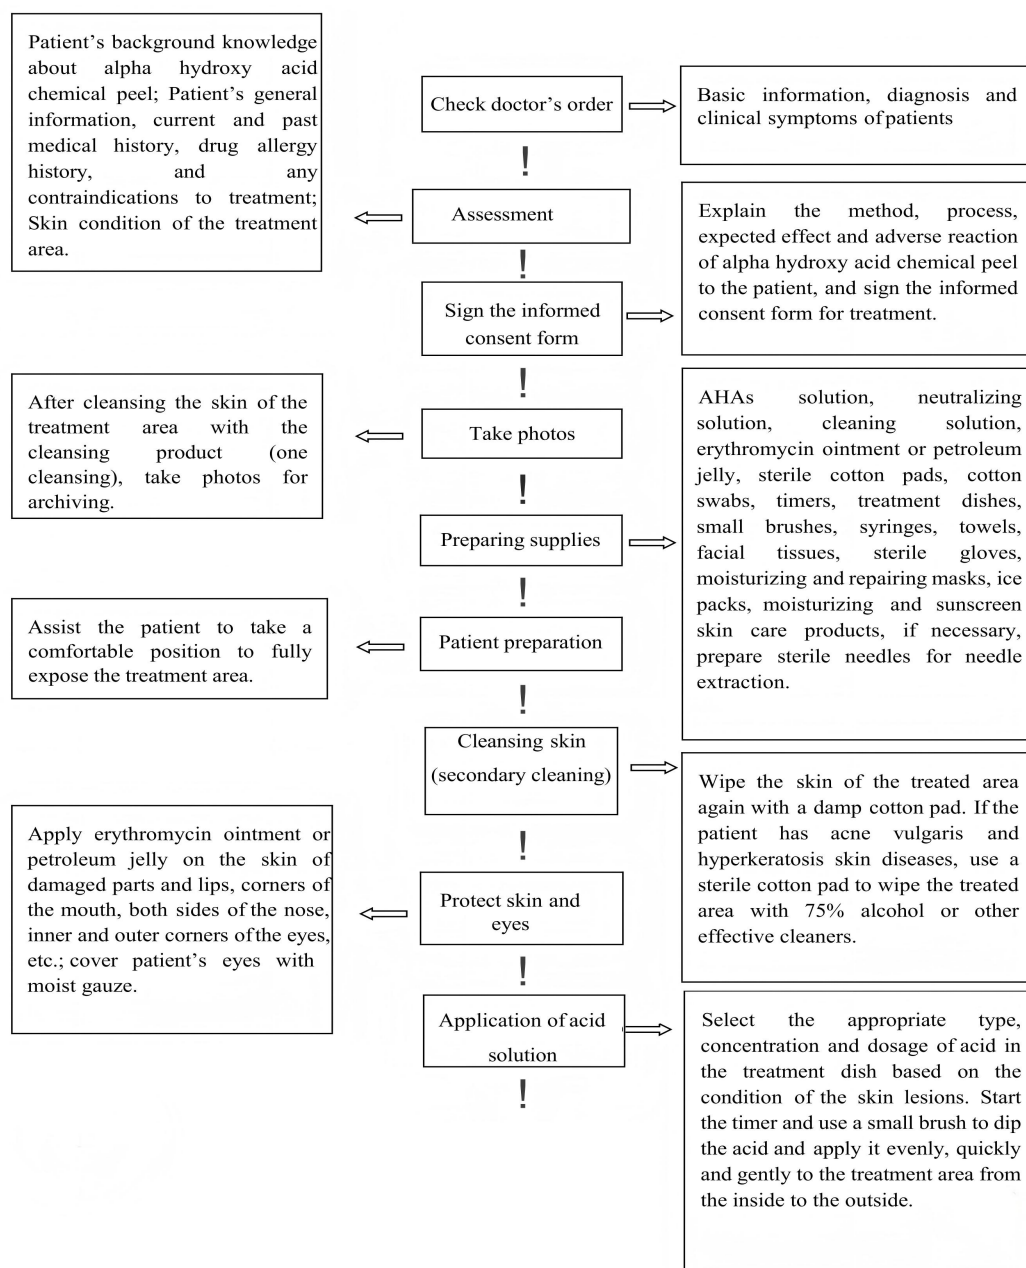 Check doctor's order
Basic information, diagnosis and
clinical symptoms of patients
Patient's background knowledge
about alpha hydroxy acid
chemical peel; Patient's general
information, current and past
medical history, drug allergy
history, and any
contraindications to treatment;
Skin condition of the treatment
area.
Assessment
Sign the informed
consent form
Explain the method, process,
expected effect and adverse reaction
of alpha hydroxy acid chemical peel
to the patient, and sign the informed
consent form for treatment.
After cleansing the skin of the
treatment area with the
cleansing product (one
cleansing), take photos for
archiving.
Take photos
Preparing supplies
AHAs solution, neutralizing
solution, cleaning solution,
erythromycin ointment or petroleum
jelly, sterile cotton pads, cotton
swabs, timers, treatment dishes,
small brushes, syringes, towels,
facial tissues, sterile gloves,
moisturizing and repairing masks, ice
packs, moisturizing and sunscreen
skin care products, if necessary,
prepare sterile needles for needle
extraction.
Assist the patient to take a
comfortable position to fully
expose the treatment area.
Patient preparation
Cleansing skin
(secondary cleaning)
Wipe the skin of the treated area
again with a damp cotton pad. If the
patient has acne vulgaris and
hyperkeratosis skin diseases, use a
sterile cotton pad to wipe the treated
area with 75% alcohol or other
effective cleaners.
Apply erythromycin ointment or
petroleum jelly on the skin of
damaged parts and lips, corners of
the mouth, both sides of the nose,
inner and outer corners of the eyes,
etc.; cover patient's eyes with
moist gauze.
Protect skin and
eyes
Application of acid
solution
Select the appropriate type,
concentration and dosage of acid in
the treatment dish based on the
condition of the skin lesions. Start
the timer and use a small brush to dip
the acid and apply it evenly, quickly
and gently to the treatment area from
the inside to the outside.